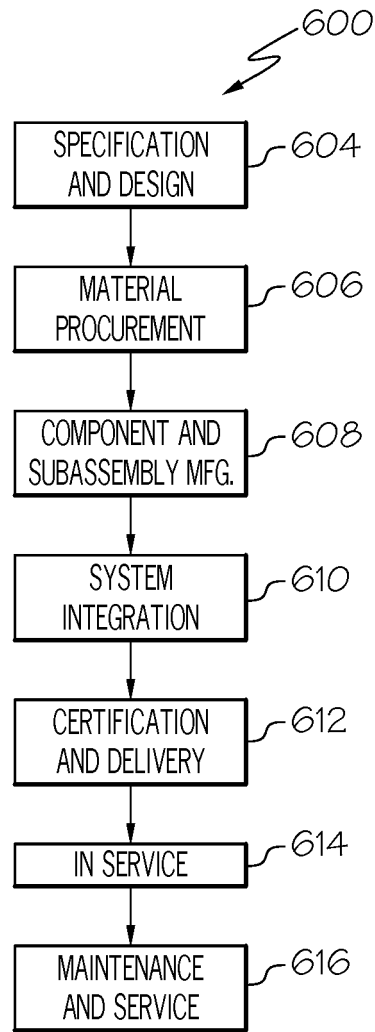 600
SPECIFICATION
AND DESIGN
604
MATERIAL
PROCUREMENT
606
COMPONENT AND
SUBASSEMBLY MFG.
608
SYSTEM
INTEGRATION
610
CERTIFICATION
AND DELIVERY
612
IN SERVICE
614
MAINTENANCE
AND SERVICE
616